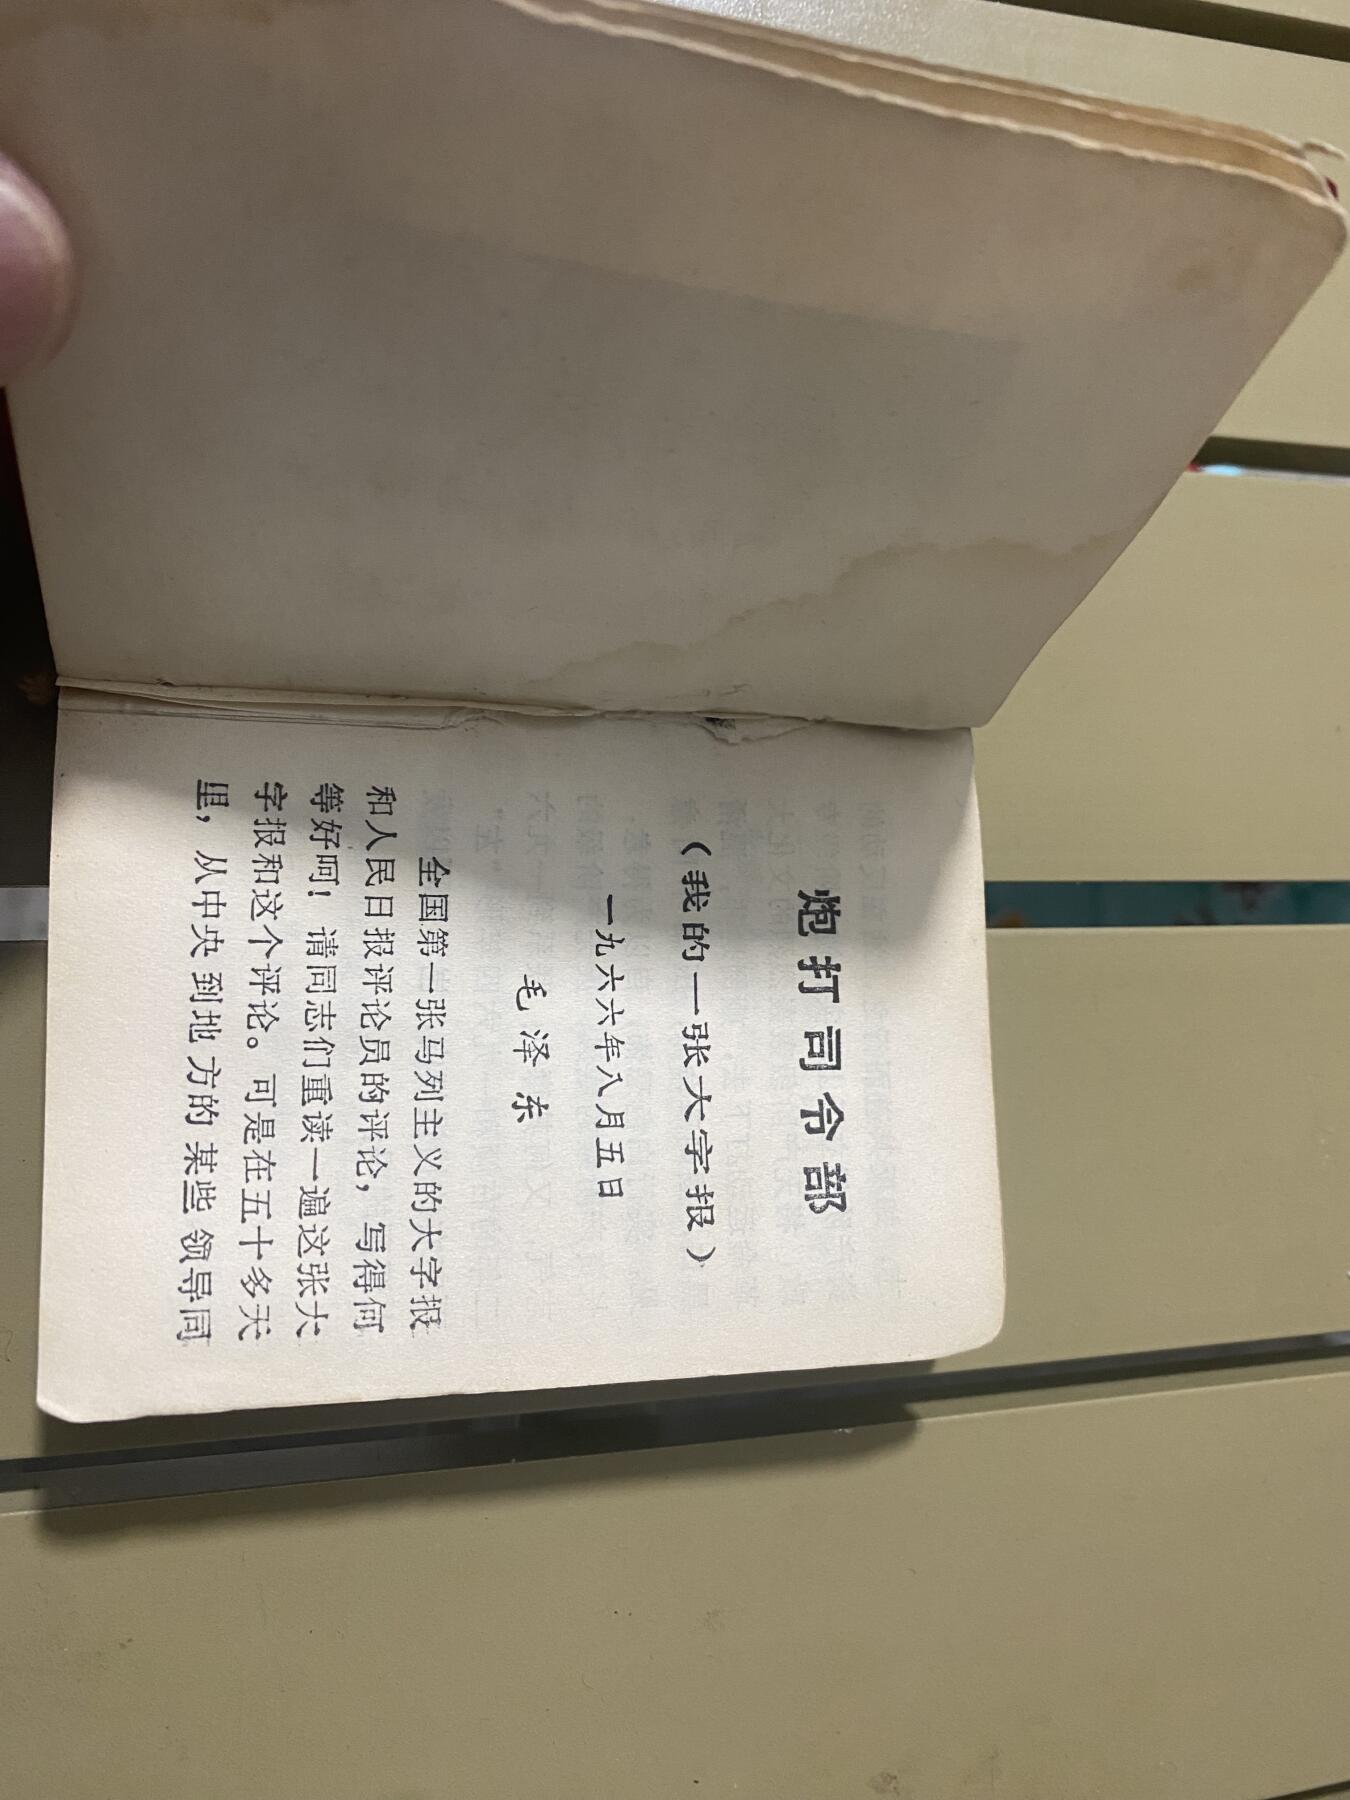 炮打司令部
（我的一张大字报）
一九六六年八月五日
毛泽东
全国第一张马列主义的大字报
和人民日报评论员的评论，写得何
等好呵！请同志们重读一遍这张大
字报和这个评论。可是在五十多天
里，从中央到地方的某些领导同